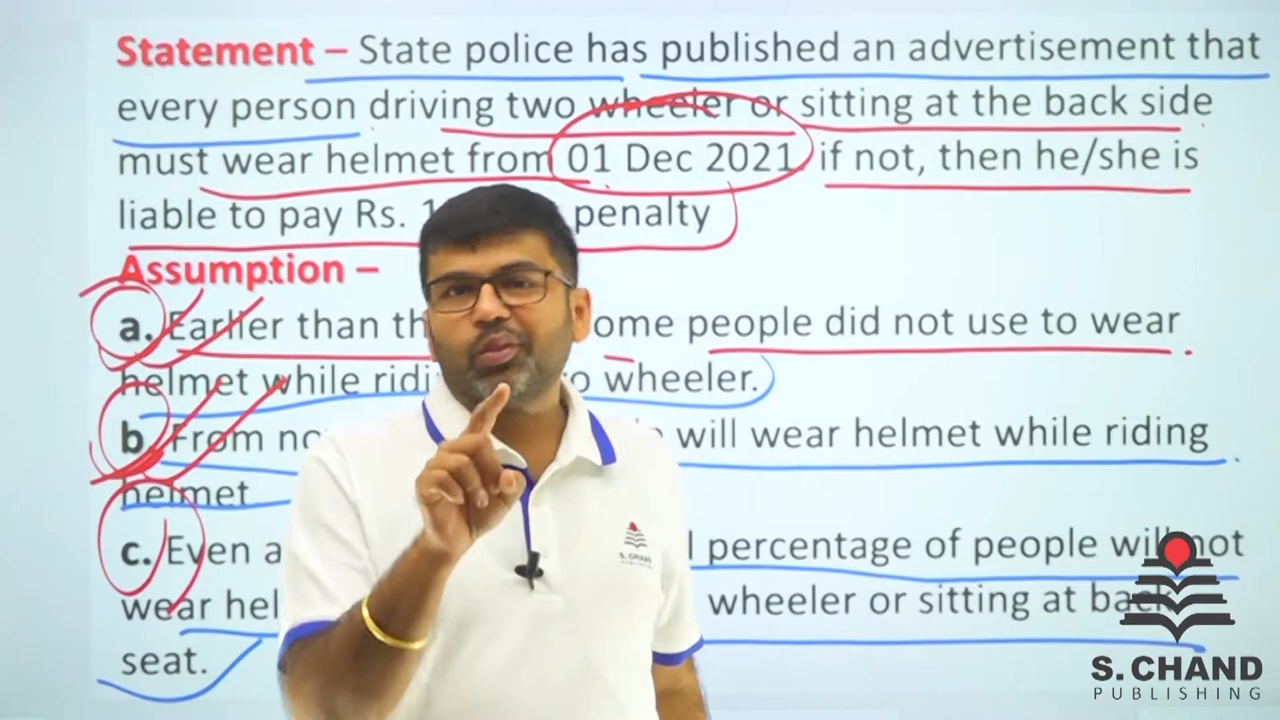 Statement – State police has published an advertisement that
every person driving two wheeler or sitting at the back side
must wear helmet from 01 Dec 2021 if not, then he/she is
liable to pay Rs. penalty
Assumption –
a. Earlier than people did not use to wear
helmet while wheeler.
b. From will wear helmet while riding
helmet
c. Even percentage of people will not
wear wheeler or sitting at back
seat.
S. CHAND
S. CHAND
PUBLISHING